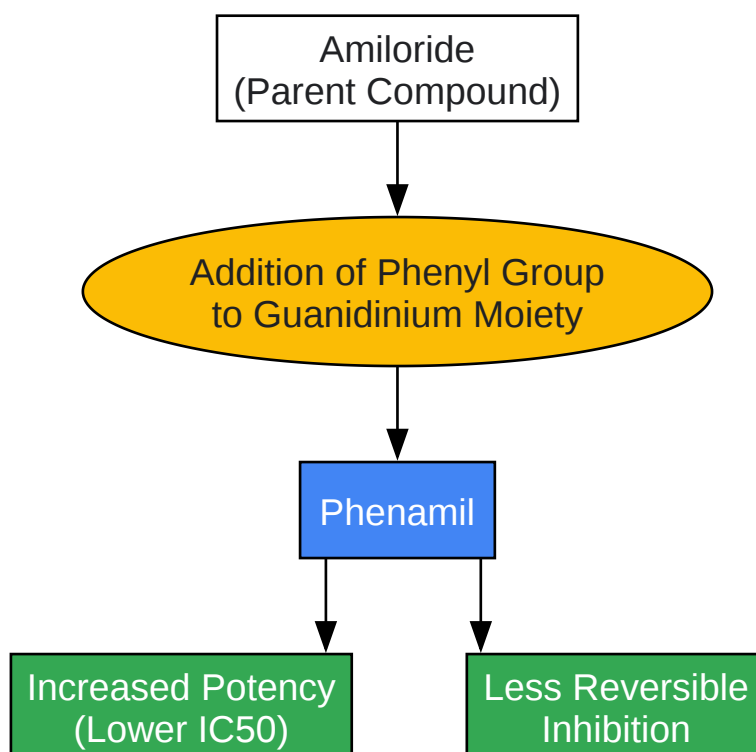 Amiloride
(Parent Compound)
Addition of Phenyl Group
to Guanidinium Moiety
Phenamil
Increased Potency
(Lower IC50)
Less Reversible
Inhibition